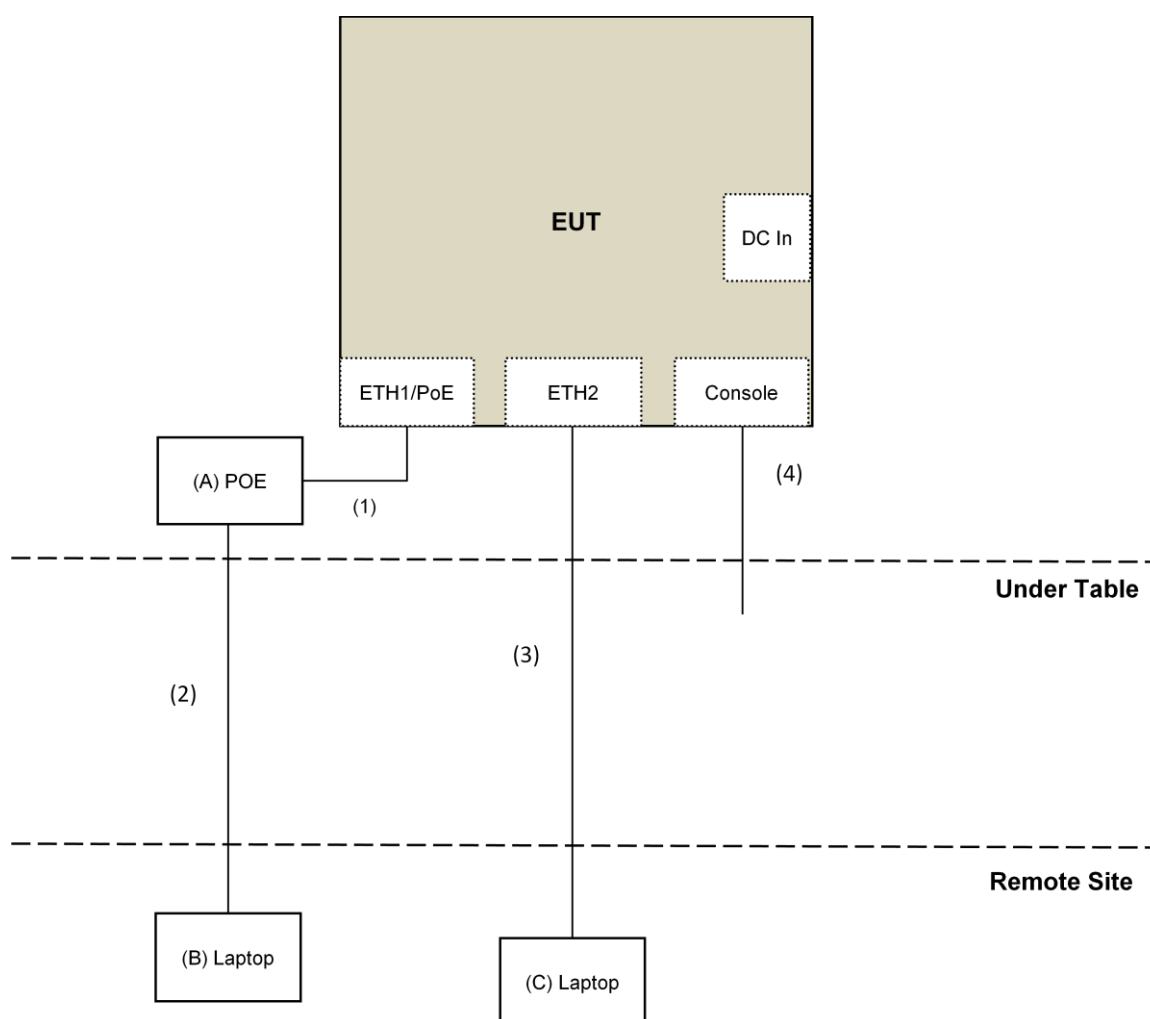 EUT
DC In
ETH1/PoE
ETH2
Console
(A) POE
(1)
(4)
Under Table
(2)
(3)
Remote Site
(B) Laptop
(C) Laptop